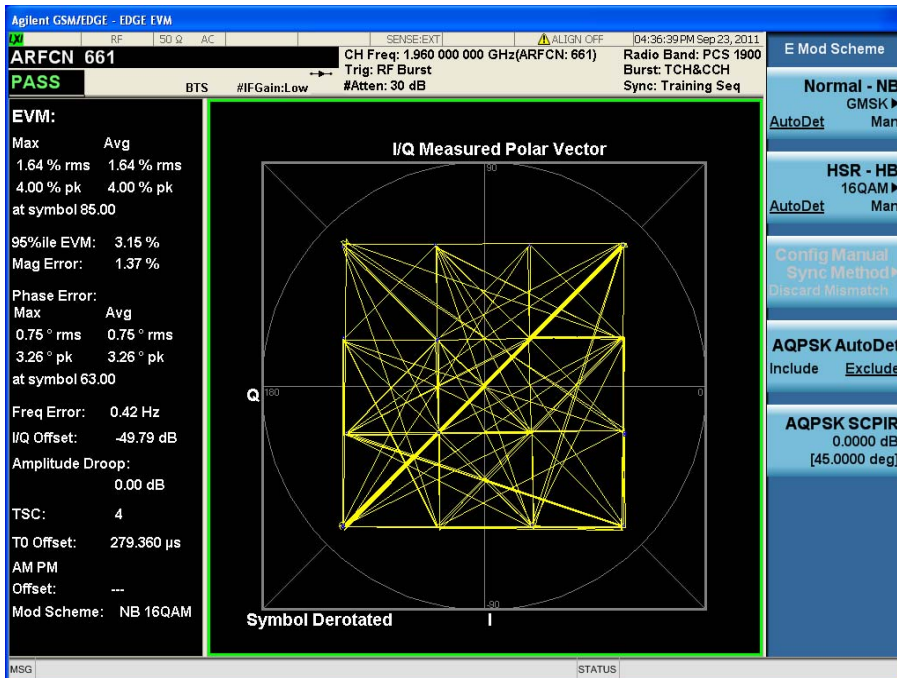 Agilent GSM/EDGE - EDGE EVM
LXI RF 50 Ω AC SENSE:EXT ALIGN OFF 04:36:39 PM Sep 23, 2011
ARFCN 661
CH Freq: 1.960 000 000 GHz(ARFCN: 661) Radio Band: PCS 1900
Trig: RF Burst Burst: TCH&CCH
PASS BTS #IFGain:Low #Atten: 30 dB Sync: Training Seq
EVM:
Max Avg
1.64 % rms 1.64 % rms
4.00 % pk 4.00 % pk
at symbol 85.00
95%ile EVM: 3.15 %
Mag Error: 1.37 %
Phase Error:
Max Avg
0.75 ° rms 0.75 ° rms
3.26 ° pk 3.26 ° pk
at symbol 63.00
Freq Error: 0.42 Hz
I/Q Offset: -49.79 dB
Amplitude Droop:
0.00 dB
TSC: 4
T0 Offset: 279.360 µs
AM PM
Offset: ---
Mod Scheme: NB 16QAM
I/Q Measured Polar Vector
90
Q 180 0
-90
Symbol Derotated I
E Mod Scheme
Normal - NB
GMSK
AutoDet Man
HSR - HB
16QAM
AutoDet Man
Config Manual
Sync Method
Discard Mismatch
AQPSK AutoDet
Include Exclude
AQPSK SCPIR
0.0000 dB
[45.0000 deg]
MSG STATUS